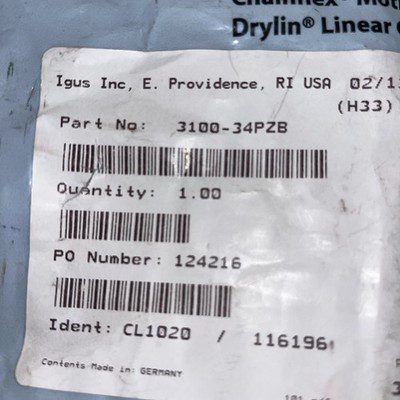 Drylin® Linear
Igus Inc, E. Providence, RI USA 02/1
(H33)
Part No: 3100-34PZB
Quantity: 1.00
PO Number: 124216
Ident: CL1020 / 116196
Contents Made in: GERMANY